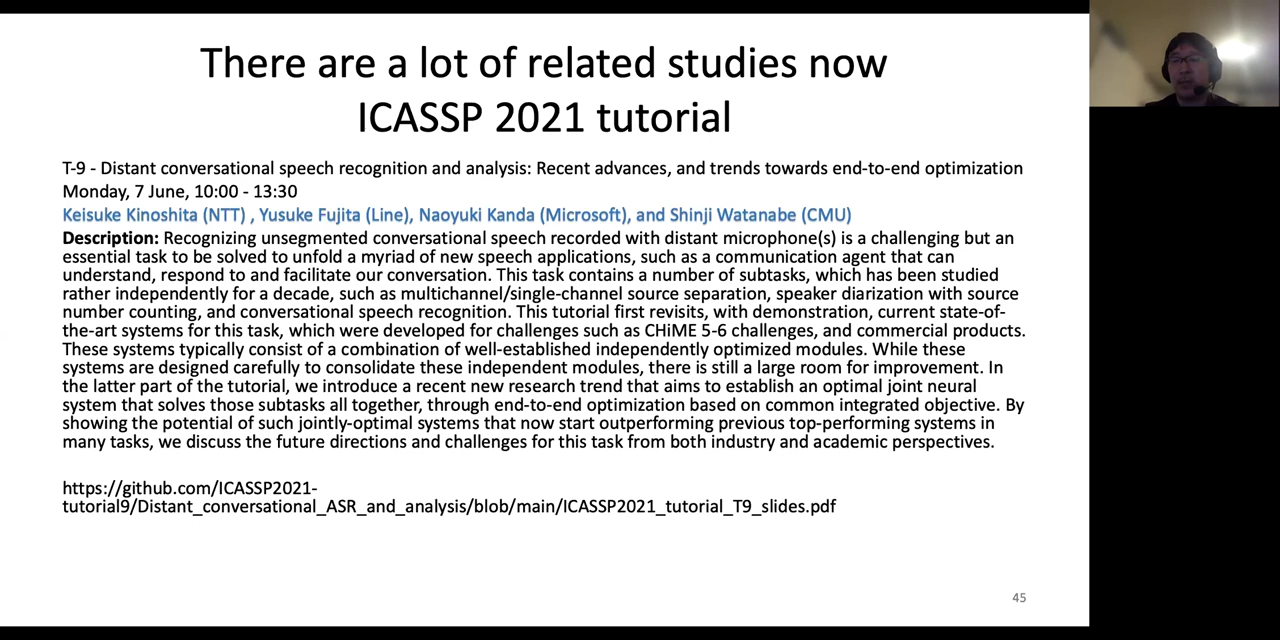 There are a lot of related studies now
ICASSP 2021 tutorial
T-9 - Distant conversational speech recognition and analysis: Recent advances, and trends towards end-to-end optimization
Monday, 7 June, 10:00 - 13:30
Keisuke Kinoshita (NTT) , Yusuke Fujita (Line), Naoyuki Kanda (Microsoft), and Shinji Watanabe (CMU)
Description: Recognizing unsegmented conversational speech recorded with distant microphone(s) is a challenging but an
essential task to be solved to unfold a myriad of new speech applications, such as a communication agent that can
understand, respond to and facilitate our conversation. This task contains a number of subtasks, which has been studied
rather independently for a decade, such as multichannel/single-channel source separation, speaker diarization with source
number counting, and conversational speech recognition. This tutorial first revisits, with demonstration, current state-of-
the-art systems for this task, which were developed for challenges such as CHiME 5-6 challenges, and commercial products.
These systems typically consist of a combination of well-established independently optimized modules. While these
systems are designed carefully to consolidate these independent modules, there is still a large room for improvement. In
the latter part of the tutorial, we introduce a recent new research trend that aims to establish an optimal joint neural
system that solves those subtasks all together, through end-to-end optimization based on common integrated objective. By
showing the potential of such jointly-optimal systems that now start outperforming previous top-performing systems in
many tasks, we discuss the future directions and challenges for this task from both industry and academic perspectives.
https://github.com/ICASSP2021-
tutorial9/Distant_conversational_ASR_and_analysis/blob/main/ICASSP2021_tutorial_T9_slides.pdf
45